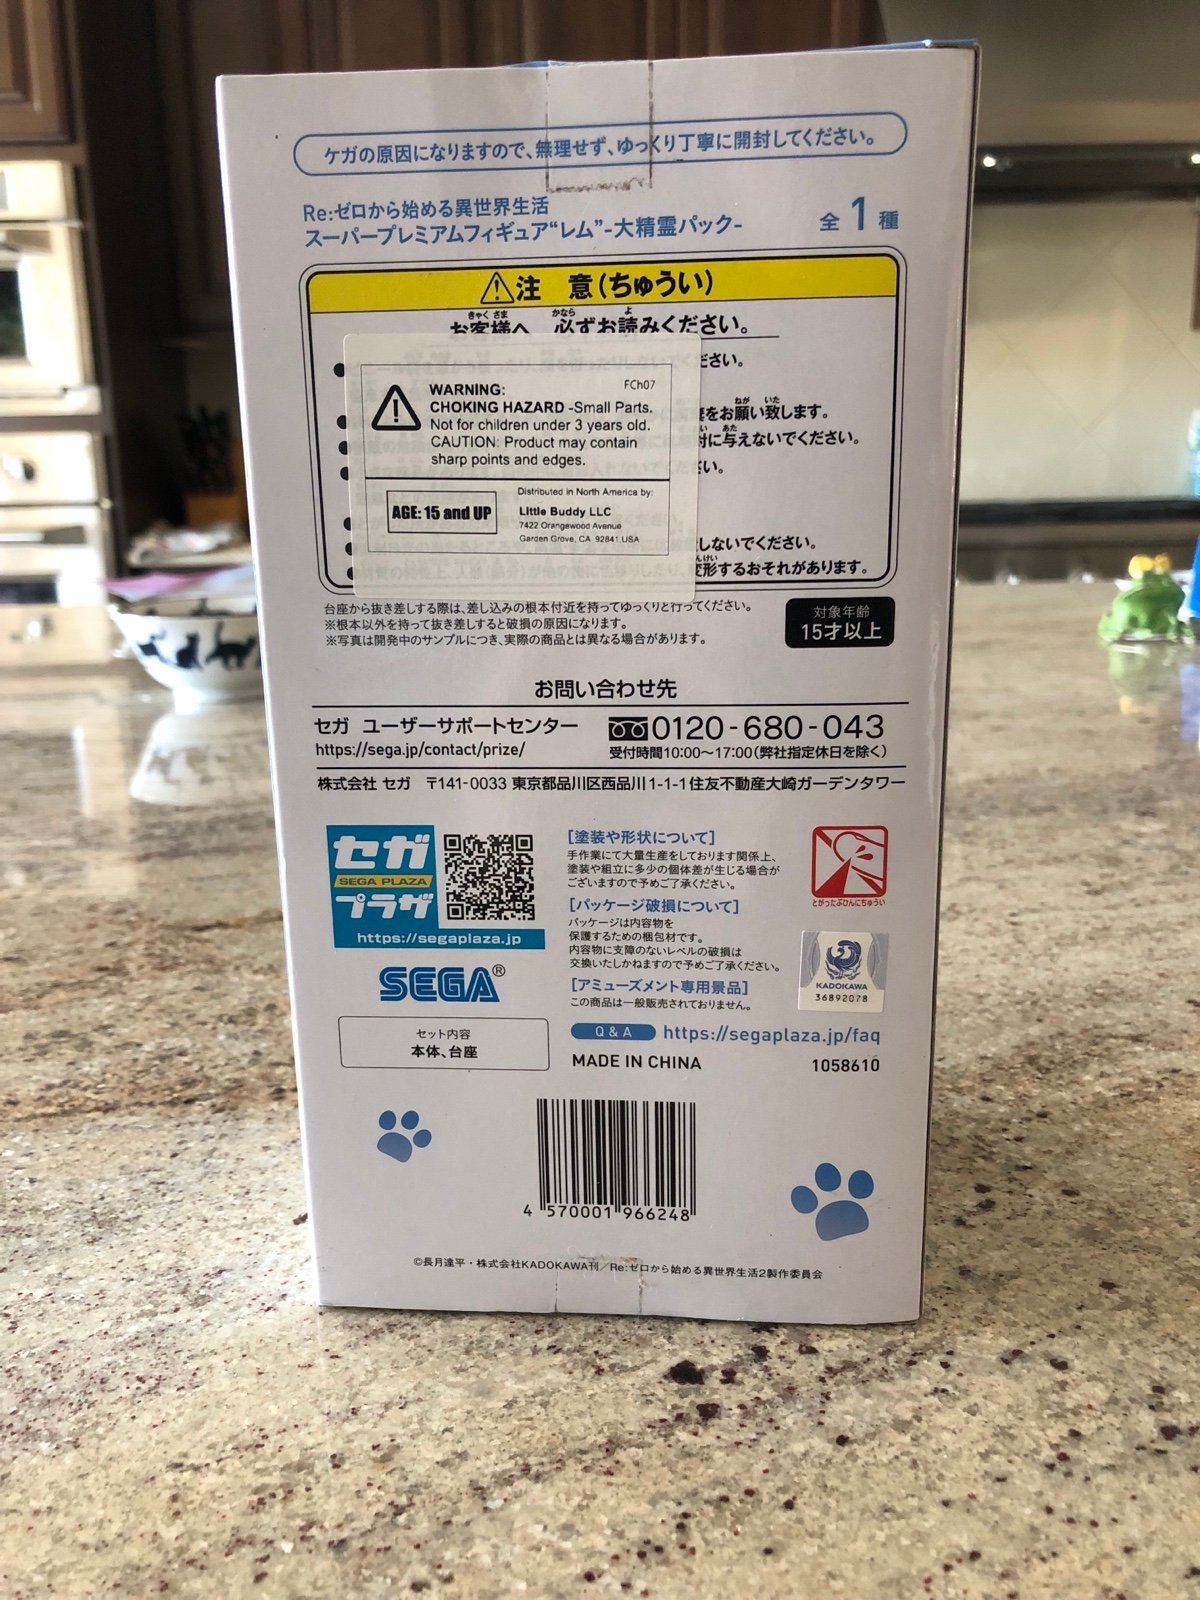 ケガの原因になりますので、無理せず、ゆっくり丁寧に開封してください。
Re:ゼロから始める異世界生活
スーパープレミアムフィギュア“レム”-大精霊パック-
全1種
注 意(ちゅうい)
お客様へ 必ずお読みください。
ださい。
をお願い致します。
に与えないでください。
い。
しないでください。
変形するおそれがあります。
WARNING: FCh07
CHOKING HAZARD -Small Parts.
Not for children under 3 years old.
CAUTION: Product may contain
sharp points and edges.
AGE: 15 and UP
Distributed in North America by:
Little Buddy LLC
7422 Orangewood Avenue
Garden Grove, CA 92841 USA
台座から抜き差しする際は、差し込みの根本付近を持ってゆっくりと行ってください。
※根本以外を持って抜き差しすると破損の原因になります。
※写真は開発中のサンプルにつき、実際の商品とは異なる場合があります。
対象年齢
15才以上
お問い合わせ先
セガ ユーザーサポートセンター
https://sega.jp/contact/prize/
0120-680-043
受付時間10:00〜17:00(弊社指定休日を除く)
株式会社 セガ 〒141-0033 東京都品川区西品川1-1-1住友不動産大崎ガーデンタワー
セガ
SEGA PLAZA
プラザ
https://segaplaza.jp
SEGA®
セット内容
本体、台座
[塗装や形状について]
手作業にて大量生産をしております関係上、
塗装や組立に多少の個体差が生じる場合が
ございますので予めご了承ください。
[パッケージ破損について]
パッケージは内容物を
保護するための梱包材です。
内容物に支障のないレベルの破損は
交換いたしかねますので予めご了承ください。
[アミューズメント専用景品]
この商品は一般販売されておりません。
とがったぶひんにちゅうい
KADOKAWA
36892078
Q & A https://segaplaza.jp/faq
MADE IN CHINA
1058610
4 570001 966248
©長月達平・株式会社KADOKAWA刊／Re:ゼロから始める異世界生活2製作委員会